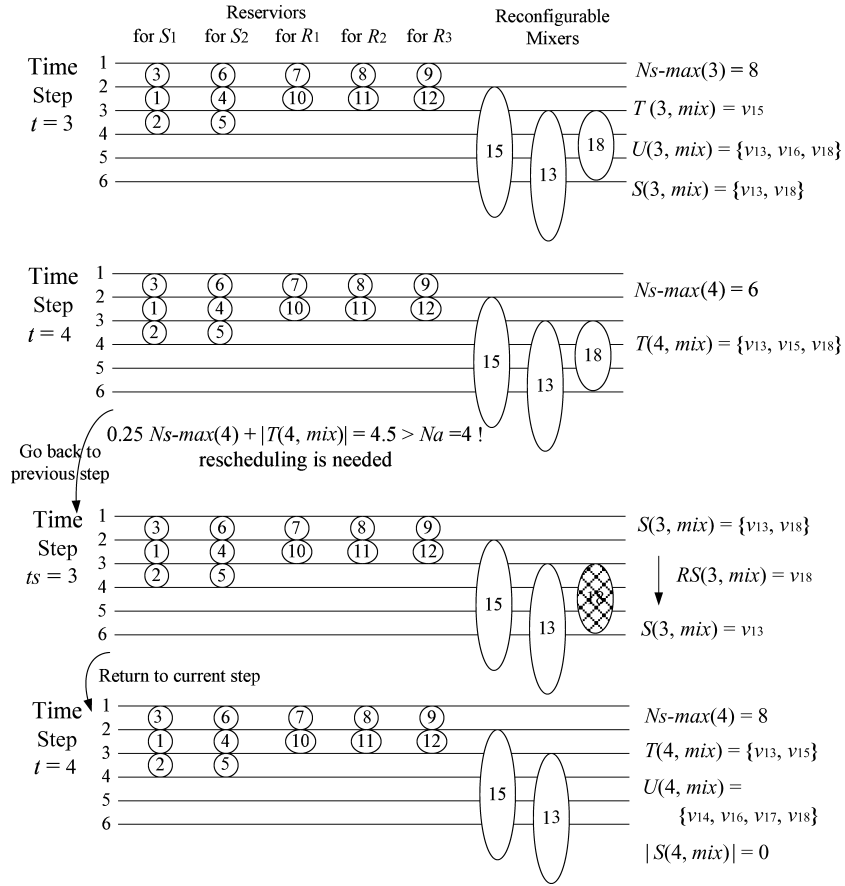 Reserviors
Reconfigurable
Mixers
for S1 for S2 for R1 for R2 for R3
Time
Step
t = 3
1
2
3
4
5
6
3 6 7 8 9
1 4 10 11 12
2 5
15 13 18
Ns-max(3) = 8
T (3, mix) = v15
U(3, mix) = {v13, v16, v18}
S(3, mix) = {v13, v18}
Time
Step
t = 4
1
2
3
4
5
6
3 6 7 8 9
1 4 10 11 12
2 5
15 13 18
Ns-max(4) = 6
T(4, mix) = {v13, v15, v18}
0.25 Ns-max(4) + |T(4, mix)| = 4.5 > Na =4 !
rescheduling is needed
Go back to
previous step
Time
Step
ts = 3
1
2
3
4
5
6
3 6 7 8 9
1 4 10 11 12
2 5
15 13 18
S(3, mix) = {v13, v18}
RS(3, mix) = v18
S(3, mix) = v13
Return to current step
Time
Step
t = 4
1
2
3
4
5
6
3 6 7 8 9
1 4 10 11 12
2 5
15 13
Ns-max(4) = 8
T(4, mix) = {v13, v15}
U(4, mix) =
{v14, v16, v17, v18}
| S(4, mix)| = 0